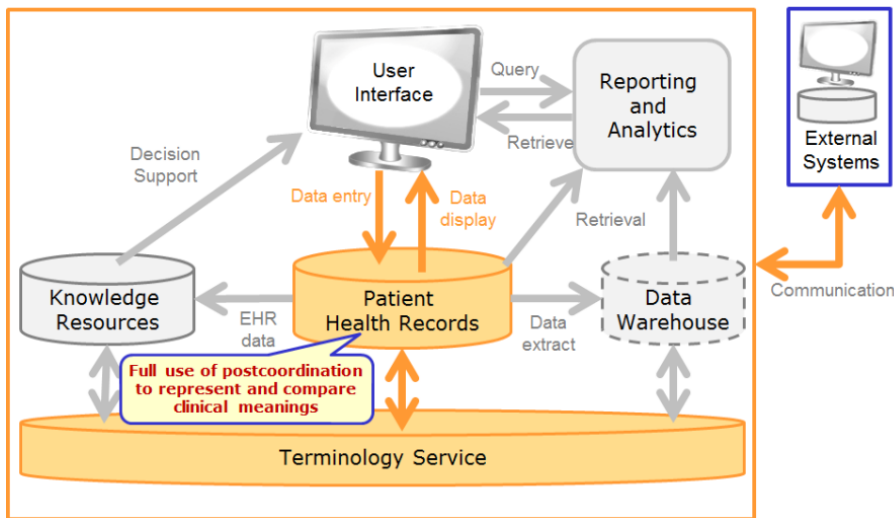 User
Interface
Query
Retrieve
Reporting
and
Analytics
External
Systems
Decision
Support
Data entry
Data
display
Retrieval
Knowledge
Resources
EHR
data
Patient
Health Records
Data
extract
Data
Warehouse
Communication
Full use of postcoordination
to represent and compare
clinical meanings
Terminology Service